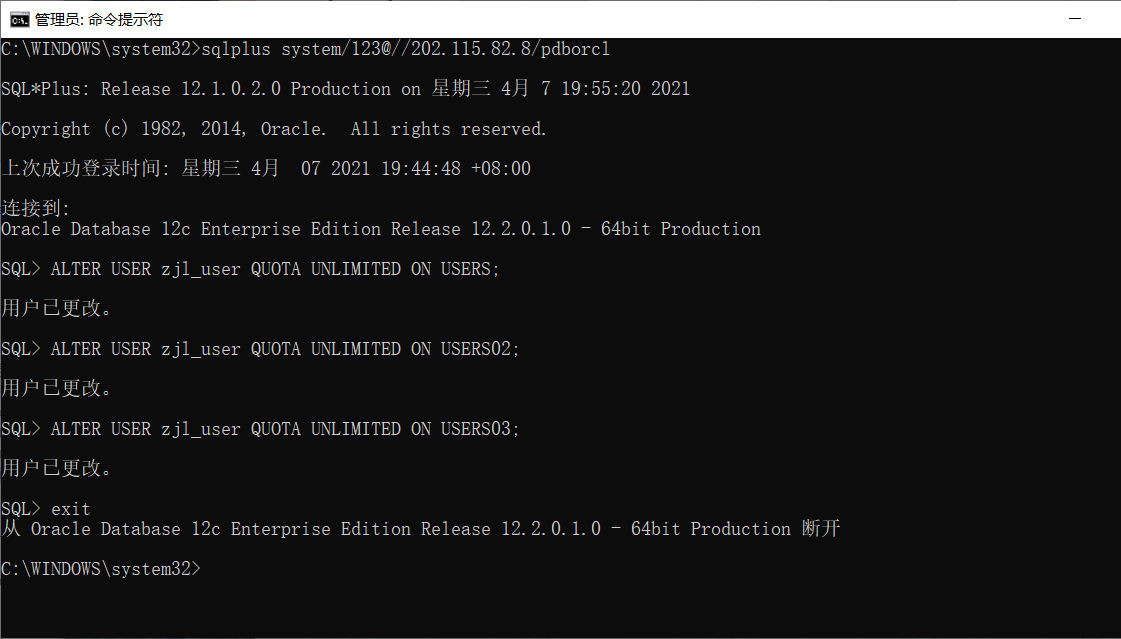 管理员: 命令提示符
C:\WINDOWS\system32>sqlplus system/123@//202.115.82.8/pdborcl
SQL*Plus: Release 12.1.0.2.0 Production on 星期三 4月 7 19:55:20 2021
Copyright (c) 1982, 2014, Oracle.  All rights reserved.
上次成功登录时间: 星期三 4月  07 2021 19:44:48 +08:00
连接到:
Oracle Database 12c Enterprise Edition Release 12.2.0.1.0 - 64bit Production
SQL> ALTER USER zjl_user QUOTA UNLIMITED ON USERS;
用户已更改。
SQL> ALTER USER zjl_user QUOTA UNLIMITED ON USERS02;
用户已更改。
SQL> ALTER USER zjl_user QUOTA UNLIMITED ON USERS03;
用户已更改。
SQL> exit
从 Oracle Database 12c Enterprise Edition Release 12.2.0.1.0 - 64bit Production 断开
C:\WINDOWS\system32>